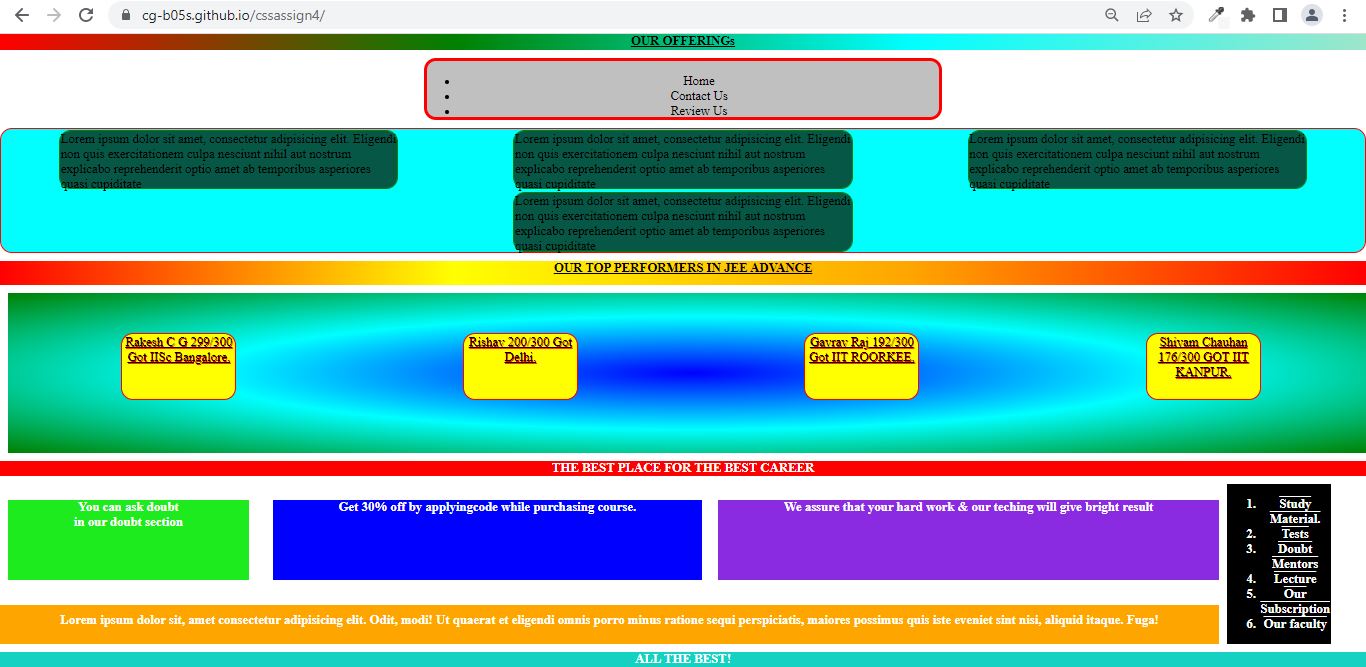 cg-b05s.github.io/cssassign4/
OUR OFFERINGs
Home
Contact Us
Review Us
Lorem ipsum dolor sit amet, consectetur adipisicing elit. Eligendi
non quis exercitationem culpa nesciunt nihil aut nostrum
explicabo reprehenderit optio amet ab temporibus asperiores
quasi cupiditate
Lorem ipsum dolor sit amet, consectetur adipisicing elit. Eligendi
non quis exercitationem culpa nesciunt nihil aut nostrum
explicabo reprehenderit optio amet ab temporibus asperiores
quasi cupiditate
Lorem ipsum dolor sit amet, consectetur adipisicing elit. Eligendi
non quis exercitationem culpa nesciunt nihil aut nostrum
explicabo reprehenderit optio amet ab temporibus asperiores
quasi cupiditate
Lorem ipsum dolor sit amet, consectetur adipisicing elit. Eligendi
non quis exercitationem culpa nesciunt nihil aut nostrum
explicabo reprehenderit optio amet ab temporibus asperiores
quasi cupiditate
OUR TOP PERFORMERS IN JEE ADVANCE
Rakesh C G 299/300
Got IISc Bangalore.
Rishav 200/300 Got
Delhi.
Gavrav Raj 192/300
Got IIT ROORKEE.
Shivam Chauhan
176/300 GOT IIT
KANPUR.
THE BEST PLACE FOR THE BEST CAREER
You can ask doubt
in our doubt section
Get 30% off by applyingcode while purchasing course.
We assure that your hard work & our teching will give bright result
1. Study
Material.
2. Tests
3. Doubt
Mentors
4. Lecture
5. Our
Subscription
6. Our faculty
Lorem ipsum dolor sit, amet consectetur adipisicing elit. Odit, modi! Ut quaerat et eligendi omnis porro minus ratione sequi perspiciatis, maiores possimus quis iste eveniet sint nisi, aliquid itaque. Fuga!
ALL THE BEST!